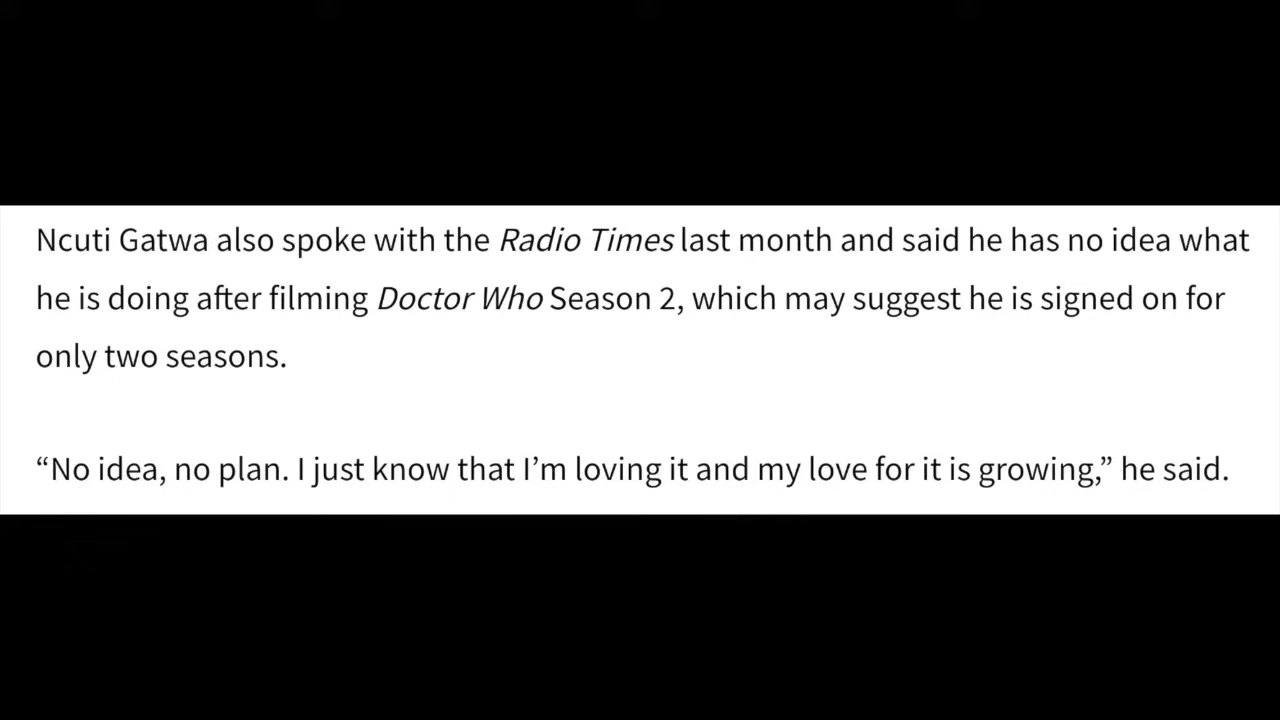 Ncuti Gatwa also spoke with the Radio Times last month and said he has no idea what
he is doing after filming Doctor Who Season 2, which may suggest he is signed on for
only two seasons.
“No idea, no plan. I just know that I’m loving it and my love for it is growing,” he said.